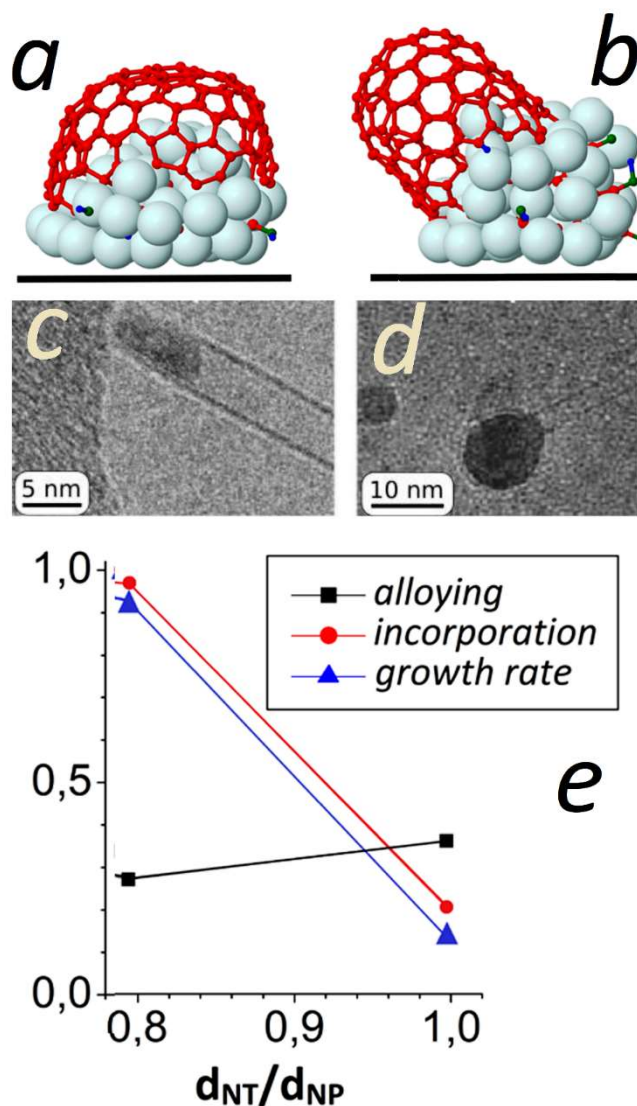 a
b
c
d
5 nm
10 nm
1,0
alloying
incorporation
growth rate
0,5
e
0,0
0,8
0,9
1,0
dNT/dNP